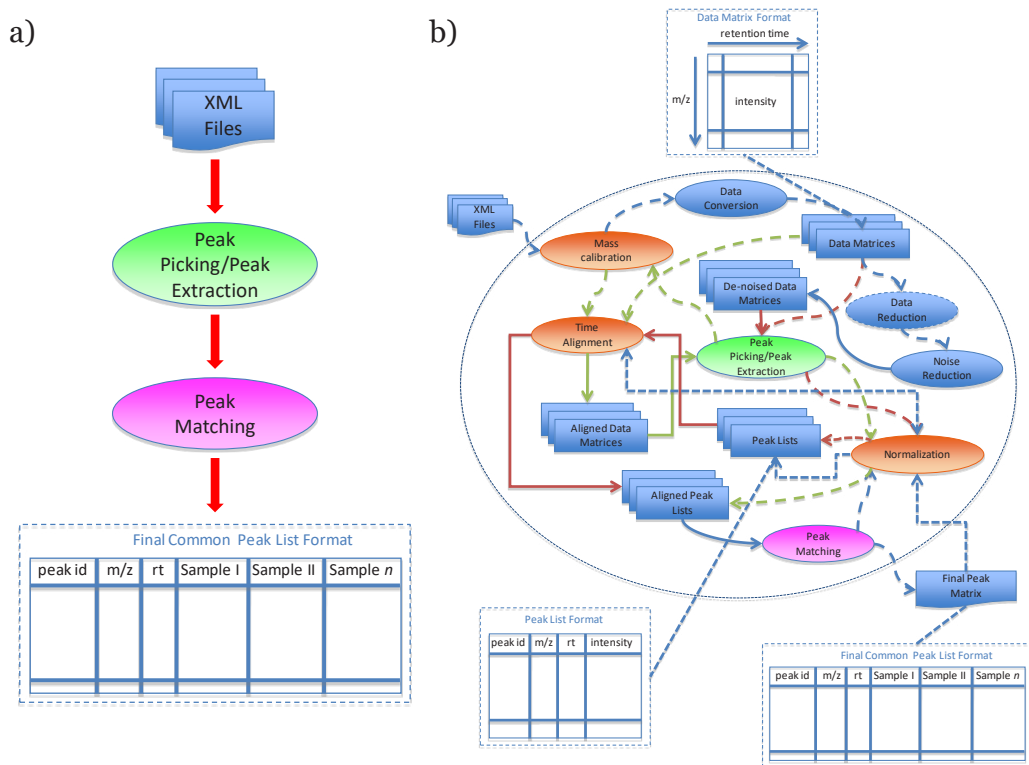 a)
XML
Files
Peak
Picking/Peak
Extraction
Peak
Matching
Final Common Peak List Format
peak id m/z rt Sample I Sample II Sample n
b)
Data Matrix Format
retention time
m/z
intensity
XML
Files
Data
Conversion
Mass
calibration
Data Matrices
De-noised Data
Matrices
Data
Reduction
Time
Alignment
Peak
Picking/Peak
Extraction
Noise
Reduction
Aligned Data
Matrices
Peak Lists
Normalization
Aligned Peak
Lists
Peak
Matching
Final Peak
Matrix
Peak List Format
peak id m/z rt intensity
Final Common Peak List Format
peak id m/z rt Sample I Sample II Sample n